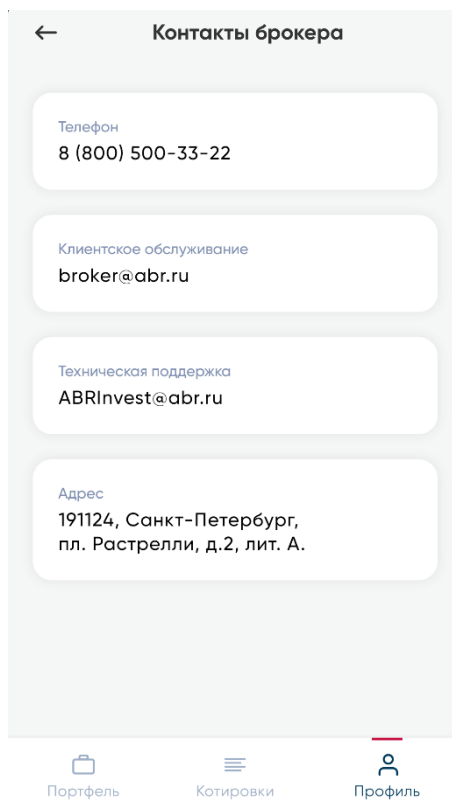 Контакты брокера
Телефон
8 (800) 500-33-22
Клиентское обслуживание
broker@abr.ru
Техническая поддержка
ABRInvest@abr.ru
Адрес
191124, Санкт-Петербург,
пл. Растрелли, д.2, лит. А.
Портфель
Котировки
Профиль